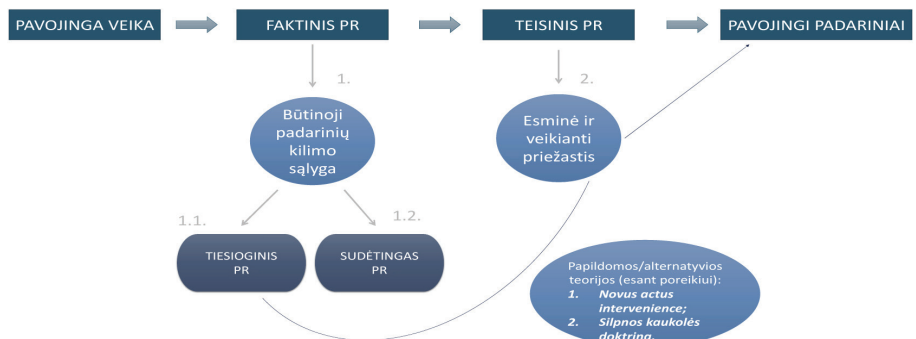 PAVOJINGA VEIKA
FAKTINIS PR
TEISINIS PR
PAVOJINGI PADARINIAI
1.
2.
Būtinoji
padarinių
kilimo
sąlyga
Esminė ir
veikianti
priežastis
1.1.
1.2.
TIESIOGINIS
PR
SUDĖTINGAS
PR
Papildomos/alternatyvios
teorijos (esant poreikiui):
1. Novus actus
intervenience;
2. Silpnos kaukolės
doktrina.